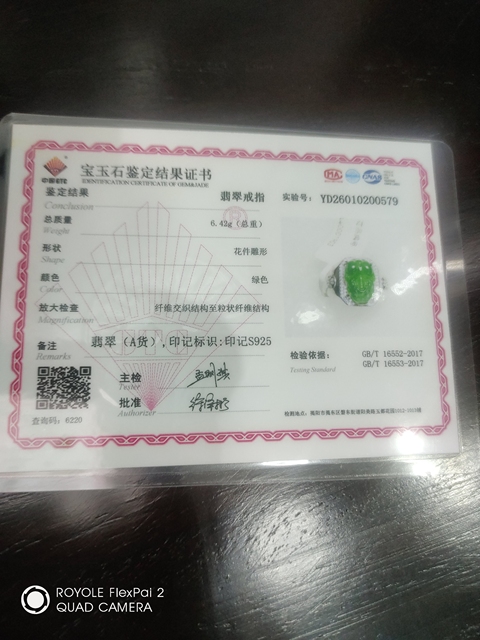 宝玉石鉴定结果证书
IDENTIFICATION CERTIFICATE OF GEM&JADE
鉴定结果 翡翠戒指
Conclusion
总质量 6.42g（总重）
Weight
形状 花件雕形
Shape
颜色 绿色
Color
放大检查 纤维交织结构至粒状纤维结构
Magnification
备注 翡翠（A货）,印记标识:印记S925
Remarks
主检
Tester
批准
Authorizer
查询码: 6220
实验号: YD26010200579
检验依据: GB/T 16552-2017
Testing Standard GB/T 16553-2017
ROYOLE FlexPai 2
QUAD CAMERA